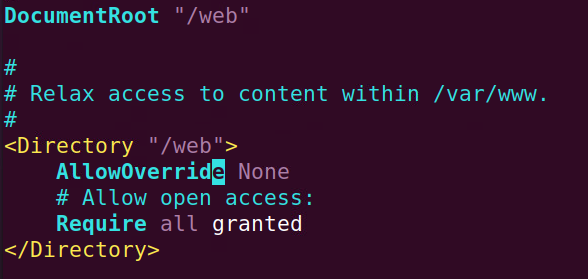 DocumentRoot "/web"
#
# Relax access to content within /var/www.
#
<Directory "/web">
AllowOverride None
# Allow open access:
Require all granted
</Directory>